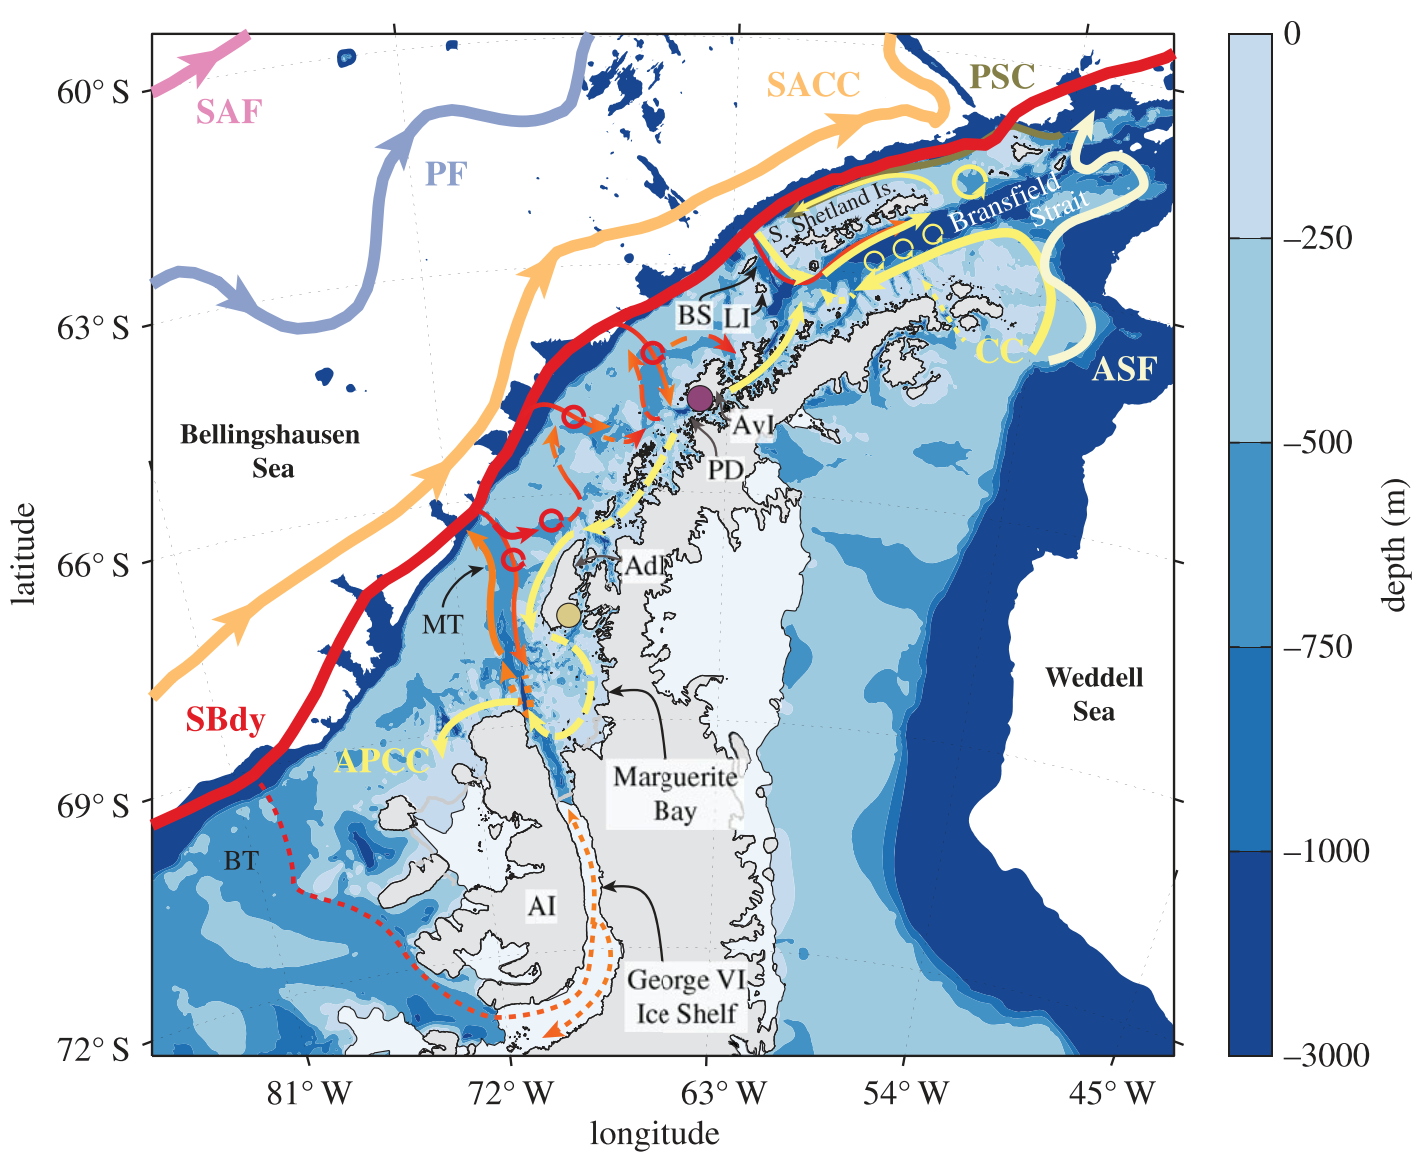 60° S
63° S
66° S
69° S
72° S
latitude
81° W
72° W
63° W
54° W
45° W
longitude
SAF
PF
SACC
PSC
S. Shetland Is.
Bransfield
Strait
BS
LI
CC
ASF
Bellingshausen
Sea
AvI
PD
AdI
MT
Weddell
Sea
SBdy
APCC
Marguerite
Bay
BT
AI
George VI
Ice Shelf
0
−250
−500
−750
−1000
−3000
depth (m)